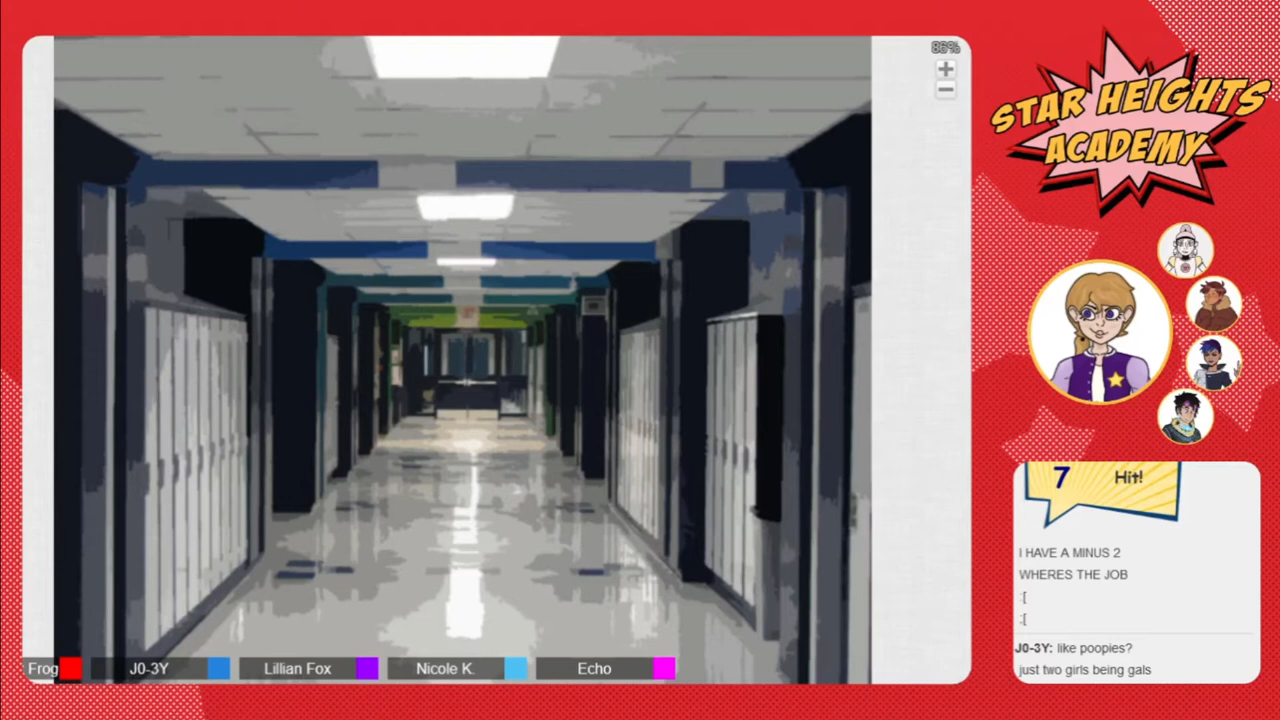 86%
STAR HEIGHTS
ACADEMY
7 Hit!
I HAVE A MINUS 2
WHERES THE JOB
:[
:[
J0-3Y: like poopies?
just two girls being gals
Frog
J0-3Y
Lillian Fox
Nicole K.
Echo